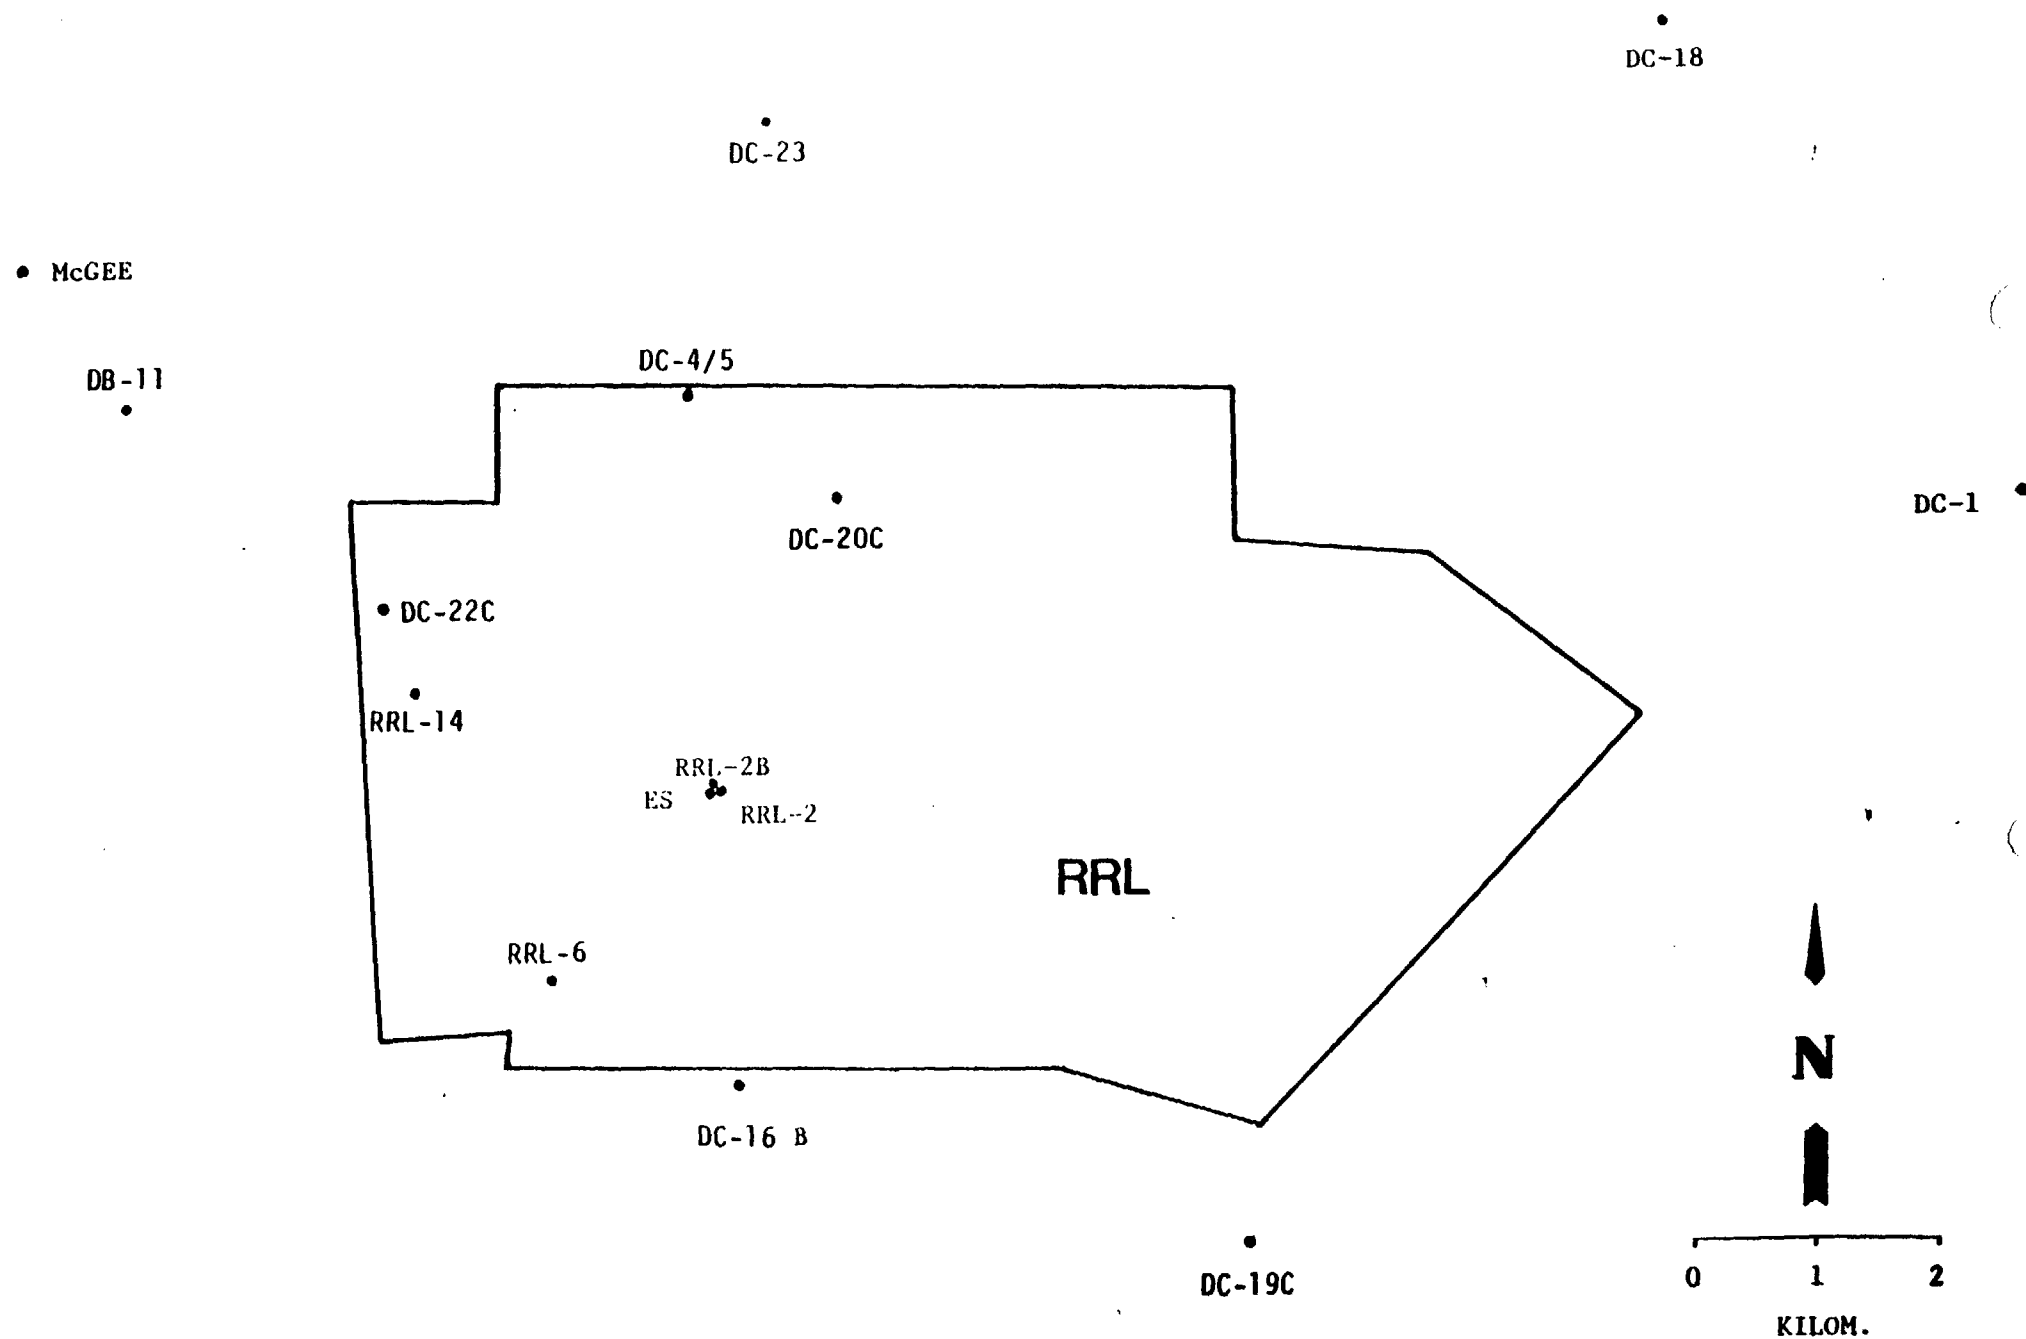 DC-18
DC-23
McGEE
DC-4/5
DB-11
DC-1
DC-20C
DC-22C
RRL-14
RRL-2B
ES
RRL-2
RRL
RRL-6
N
DC-16 B
DC-19C
0 1 2
KILOM.